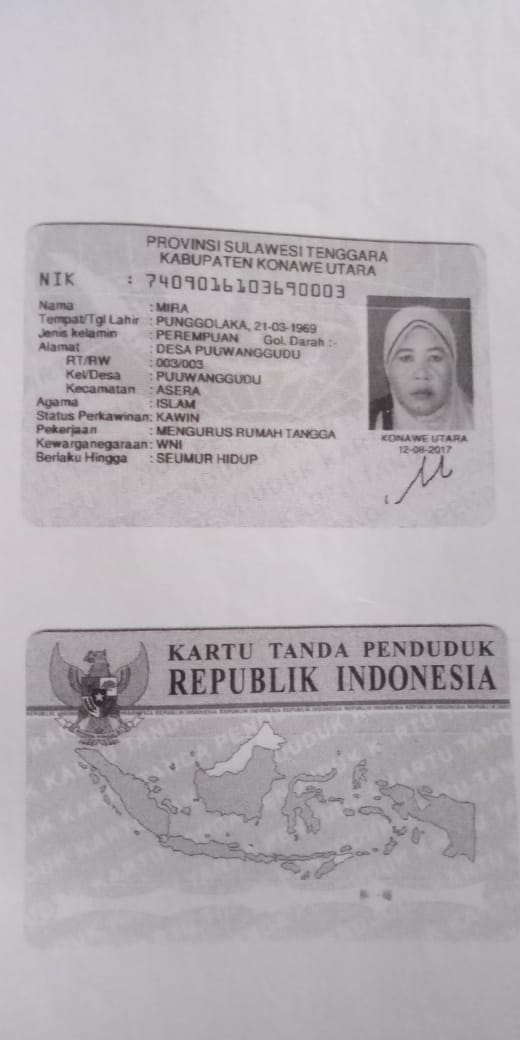 PROVINSI SULAWESI TENGGARA
KABUPATEN KONAWE UTARA
NIK : 7409016103690003
Nama : MIRA
Tempat/Tgl Lahir : PUNGGOLAKA, 21-03-1969
Jenis kelamin : PEREMPUAN Gol. Darah :-
Alamat : DESA PUUWANGGUDU
RT/RW : 003/003
Kel/Desa : PUUWANGGUDU
Kecamatan : ASERA
Agama : ISLAM
Status Perkawinan: KAWIN
Pekerjaan : MENGURUS RUMAH TANGGA
Kewarganegaraan: WNI
Berlaku Hingga : SEUMUR HIDUP
KONAWE UTARA
12-08-2017
KARTU TANDA PENDUDUK
REPUBLIK INDONESIA